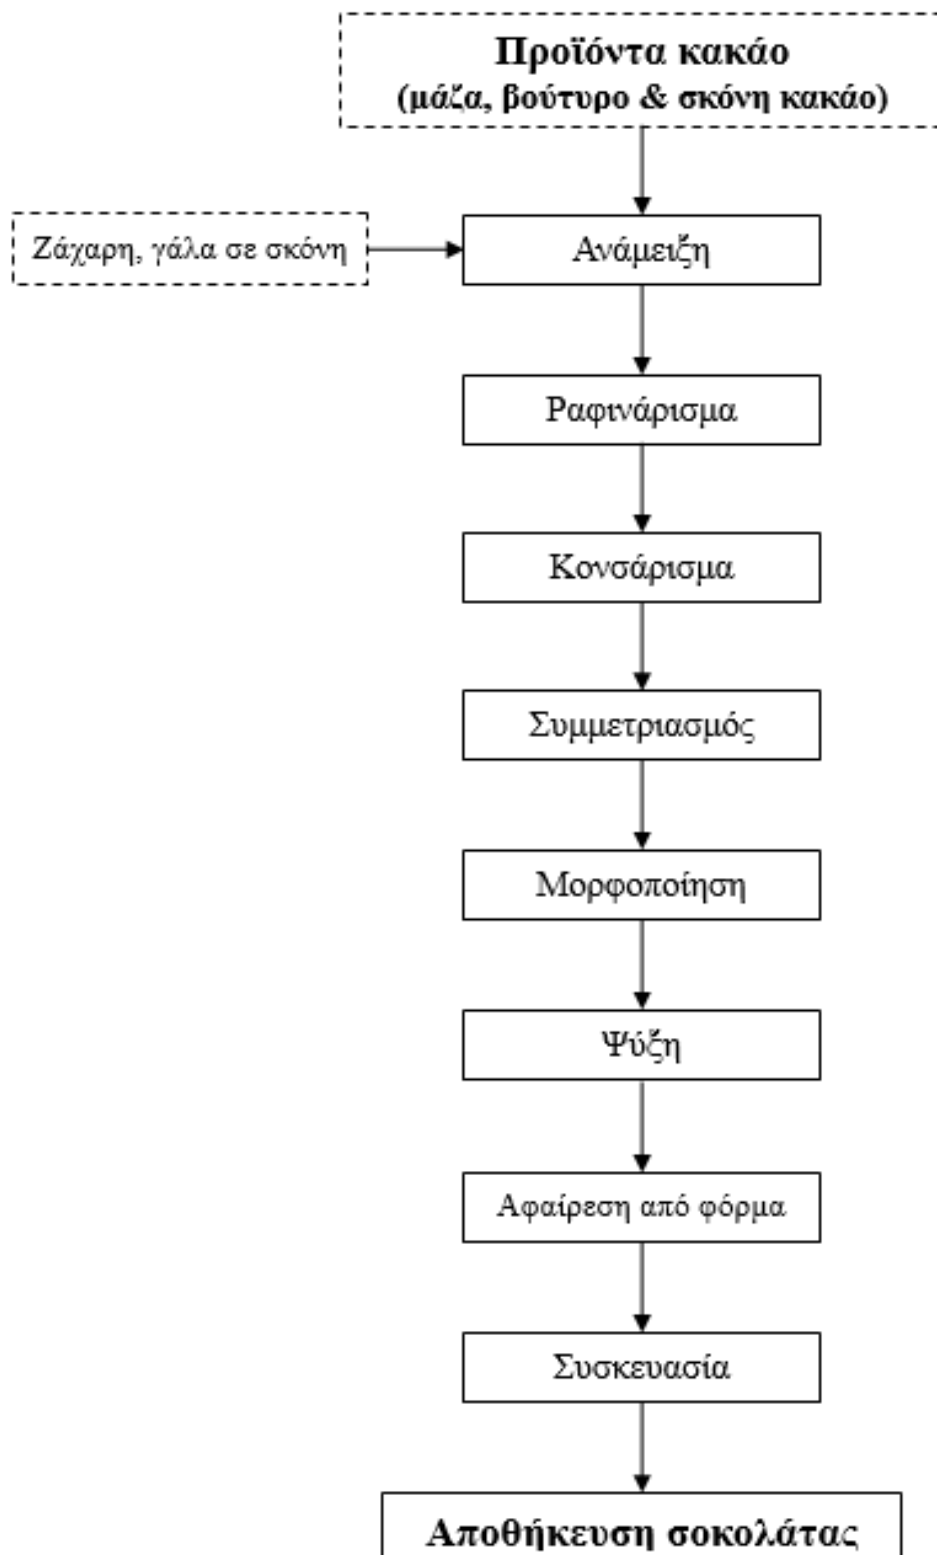 Προϊόντα κακάο
(μάζα, βούτυρο & σκόνη κακάο)
Ζάχαρη, γάλα σε σκόνη
Ανάμειξη
Ραφινάρισμα
Κονσάρισμα
Συμμετριασμός
Μορφοποίηση
Ψύξη
Αφαίρεση από φόρμα
Συσκευασία
Αποθήκευση σοκολάτας